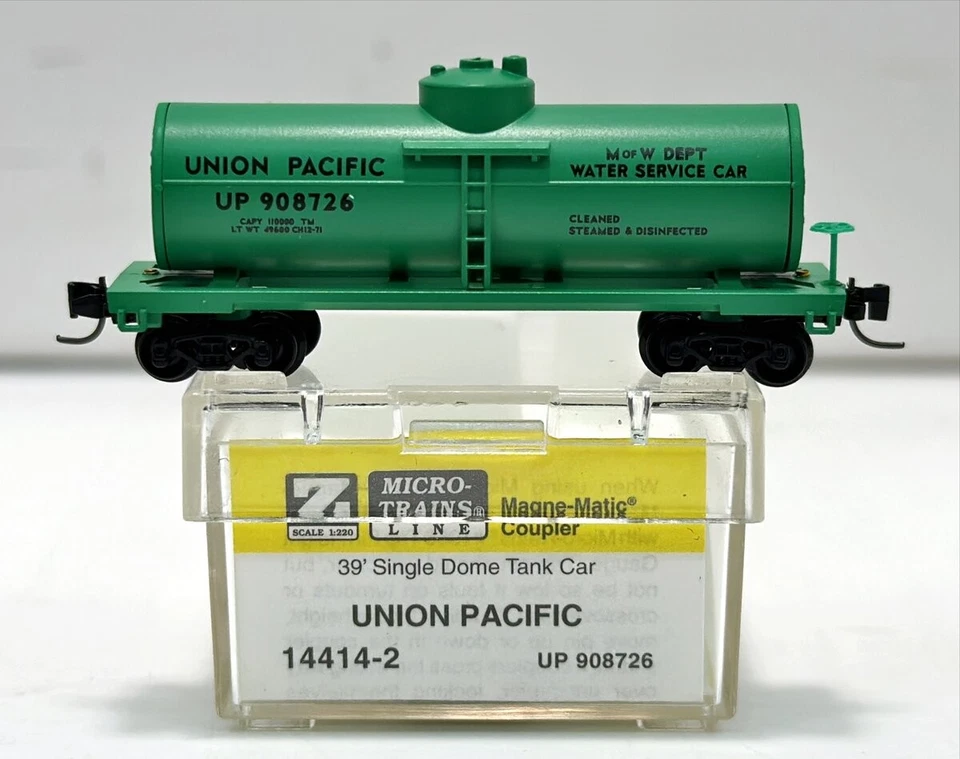 UNION PACIFIC
UP 908726
CAPY 110000 TM
LT WT 49600 CH12-71
M OF W DEPT
WATER SERVICE CAR
CLEANED
STEAMED & DISINFECTED
Z
SCALE 1:220
MICRO-
TRAINS®
LINE
Magne-Matic®
Coupler
39' Single Dome Tank Car
UNION PACIFIC
14414-2
UP 908726